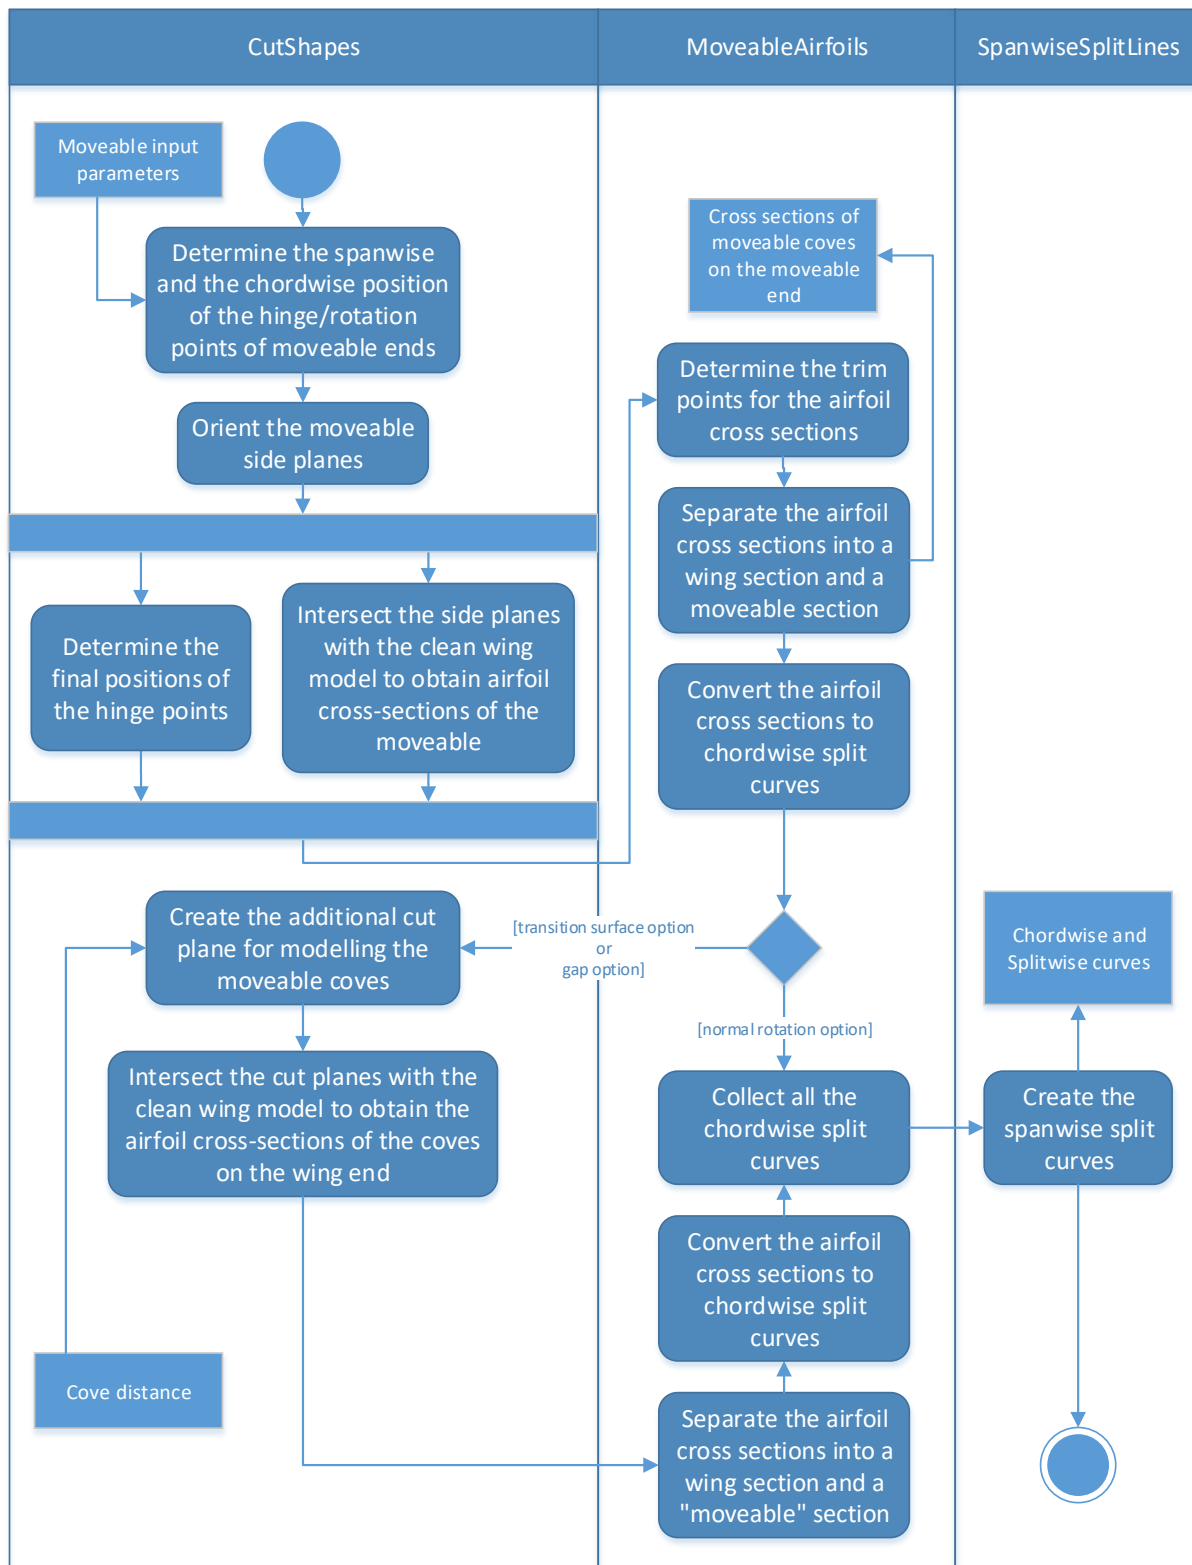 CutShapes
MoveableAirfoils
SpanwiseSplitLines
Moveable input
parameters
Determine the spanwise
and the chordwise position
of the hinge/rotation
points of moveable ends
Orient the moveable
side planes
Determine the
final positions of
the hinge points
Intersect the side planes
with the clean wing
model to obtain airfoil
cross-sections of the
moveable
Cross sections of
moveable coves
on the moveable
end
Determine the trim
points for the airfoil
cross sections
Separate the airfoil
cross sections into a
wing section and a
moveable section
Convert the airfoil
cross sections to
chordwise split
curves
[transition surface option
or
gap option]
[normal rotation option]
Create the additional cut
plane for modelling the
moveable coves
Intersect the cut planes with the
clean wing model to obtain the
airfoil cross-sections of the coves
on the wing end
Cove distance
Separate the airfoil
cross sections into a
wing section and a
"moveable" section
Convert the airfoil
cross sections to
chordwise split
curves
Collect all the
chordwise split
curves
Create the
spanwise split
curves
Chordwise and
Splitwise curves